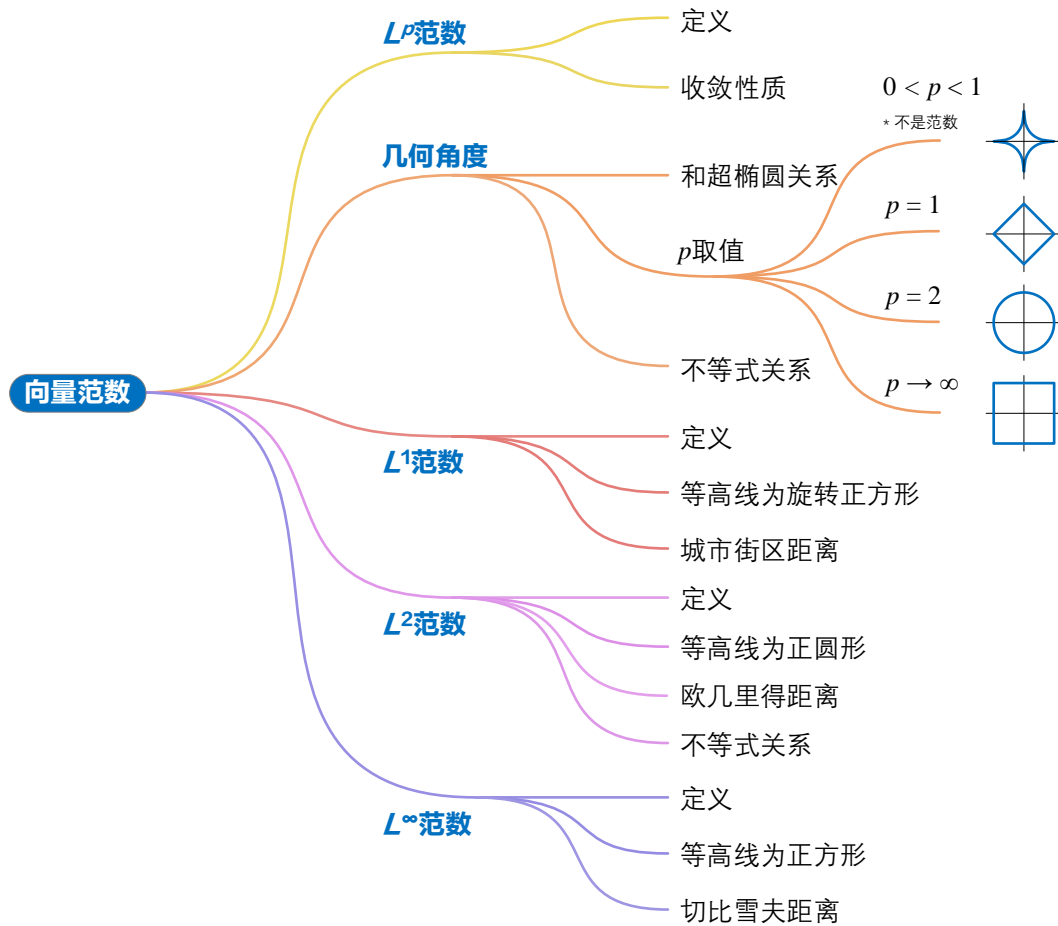 向量范数
Lᵖ范数
定义
收敛性质
几何角度
和超椭圆关系
p取值
0 < p < 1
* 不是范数
p = 1
p = 2
p → ∞
不等式关系
L¹范数
定义
等高线为旋转正方形
城市街区距离
L²范数
定义
等高线为正圆形
欧几里得距离
不等式关系
L∞范数
定义
等高线为正方形
切比雪夫距离